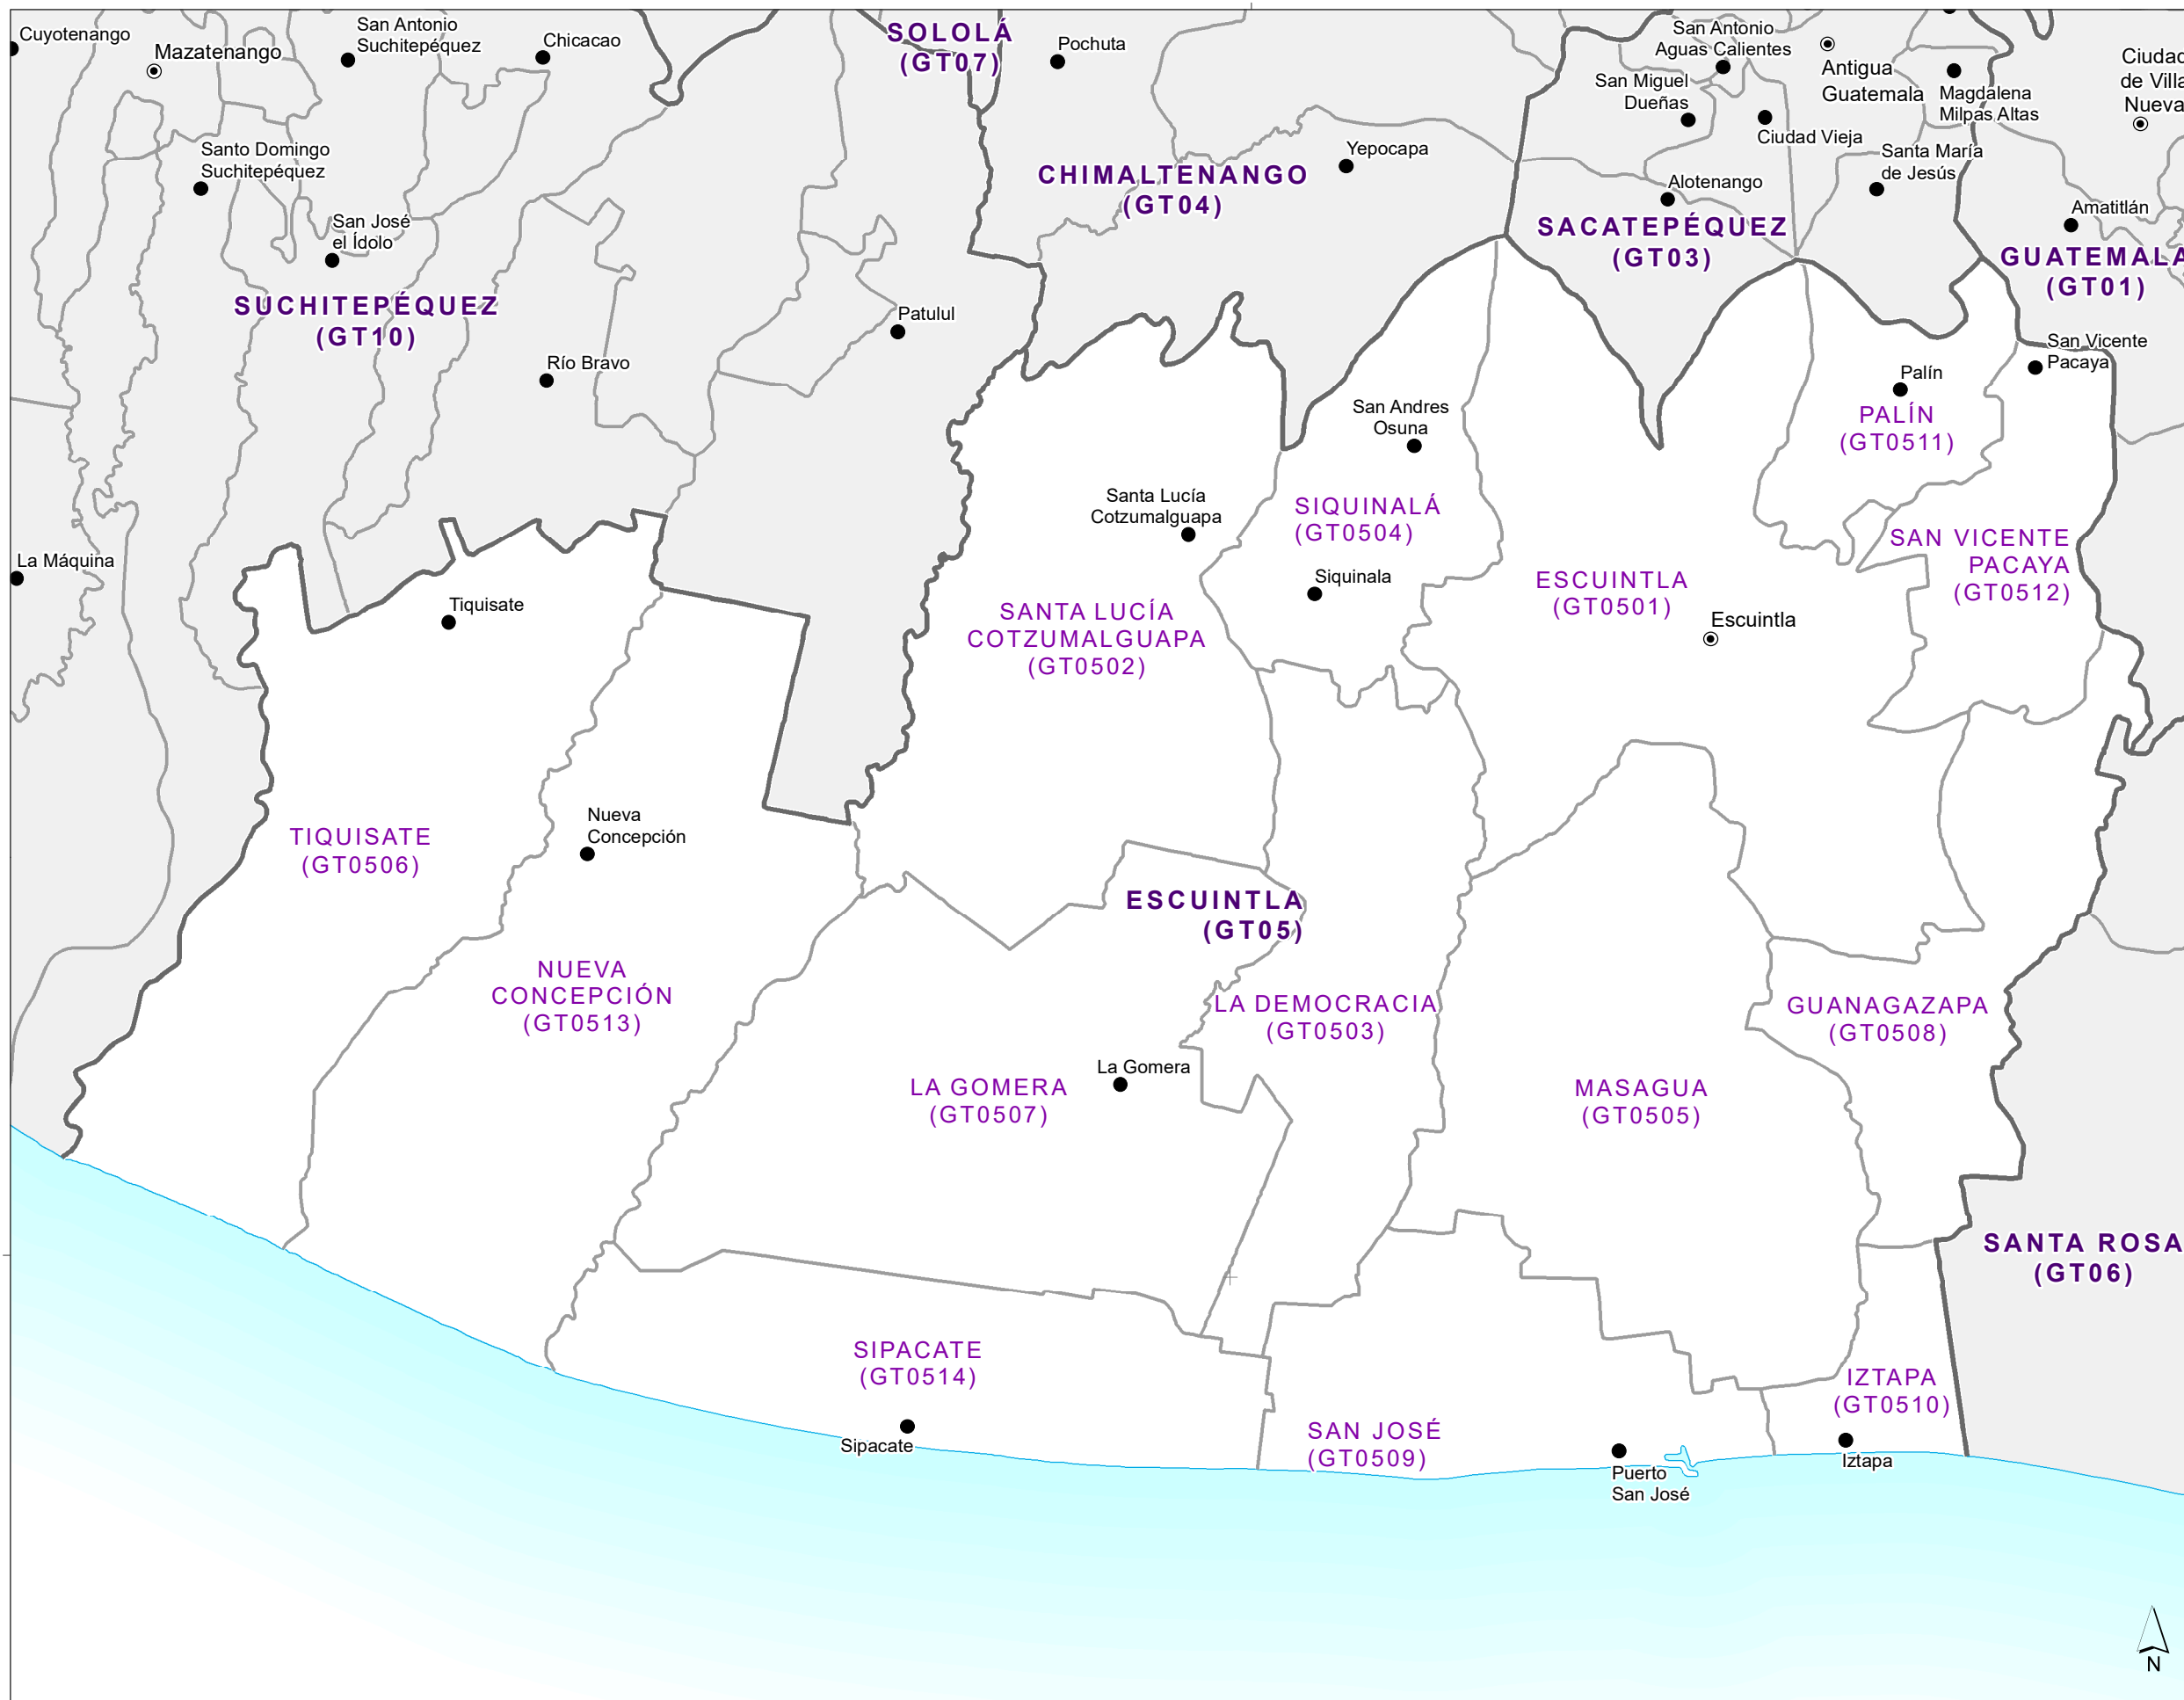 Cuyotenango
Mazatenango
San Antonio
Suchitepéquez
Chicacao
SOLOLÁ
(GT07)
Pochuta
San Antonio
Aguas Calientes
Antigua
Guatemala
San Miguel
Dueñas
Magdalena
Milpas Altas
Ciudad
de Villa
Nueva
Ciudad Vieja
Santo Domingo
Suchitepéquez
Yepocapa
Santa María
de Jesús
CHIMALTENANGO
(GT04)
Alotenango
Amatitlán
San José
el Ídolo
SACATEPÉQUEZ
(GT03)
GUATEMALA
(GT01)
SUCHITEPÉQUEZ
(GT10)
Patulul
San Vicente
Pacaya
Río Bravo
Palín
PALÍN
(GT0511)
San Andres
Osuna
Santa Lucía
Cotzumalguapa
SIQUINALÁ
(GT0504)
SAN VICENTE
PACAYA
(GT0512)
La Máquina
Siquinala
ESCUINTLA
(GT0501)
Tiquisate
SANTA LUCÍA
COTZUMALGUAPA
(GT0502)
Escuintla
Nueva
Concepción
TIQUISATE
(GT0506)
ESCUINTLA
(GT05)
NUEVA
CONCEPCIÓN
(GT0513)
LA DEMOCRACIA
(GT0503)
GUANAGAZAPA
(GT0508)
La Gomera
LA GOMERA
(GT0507)
MASAGUA
(GT0505)
SANTA ROSA
(GT06)
SIPACATE
(GT0514)
IZTAPA
(GT0510)
Sipacate
SAN JOSÉ
(GT0509)
Iztapa
Puerto
San José
N